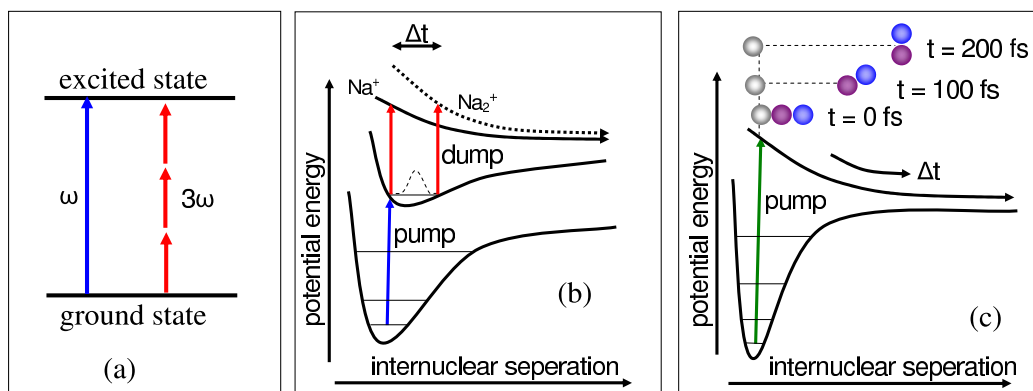 excited state
ω
3ω
ground state
(a)
Δt
Na⁺
Na₂⁺
dump
pump
potential energy
(b)
internuclear seperation
t = 200 fs
t = 100 fs
t = 0 fs
Δt
pump
potential energy
(c)
internuclear seperation